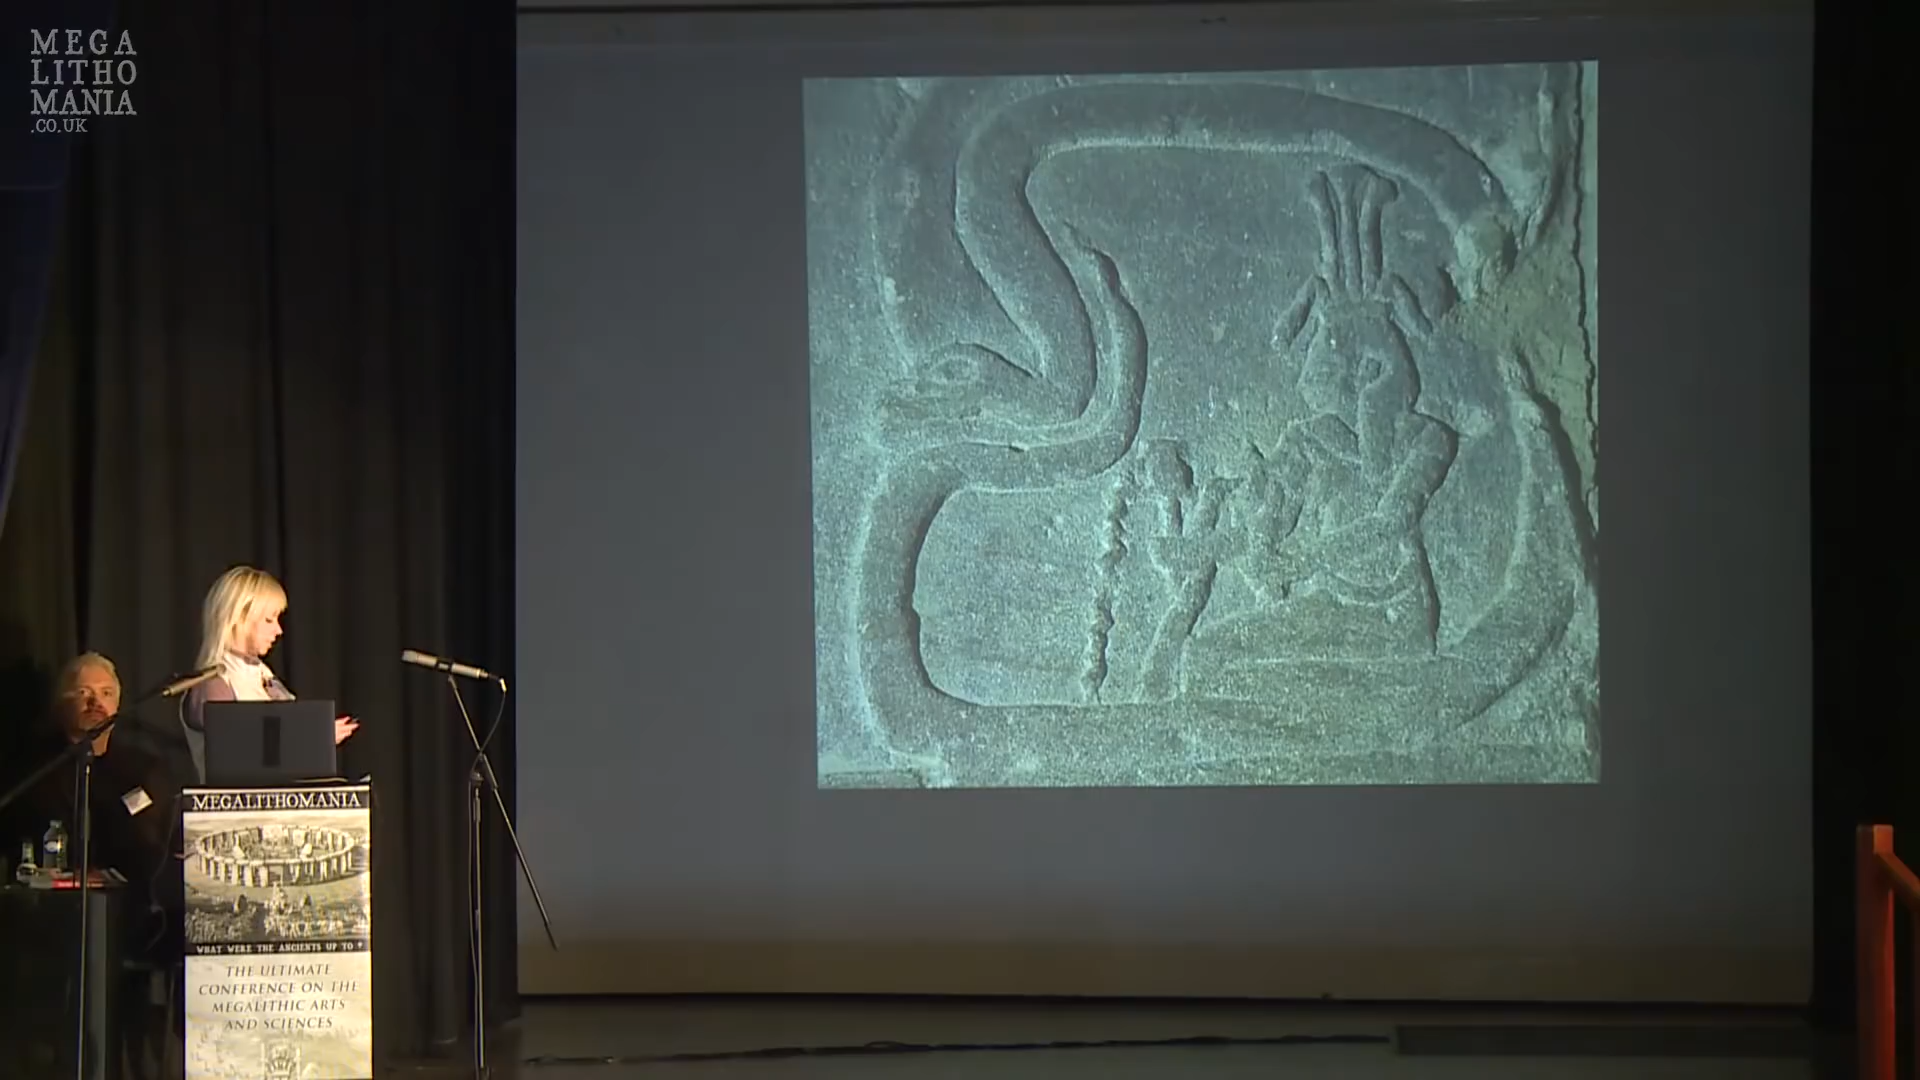 MEGA
LITHO
MANIA
.CO.UK
MEGALITHOMANIA
WHAT WERE THE ANCIENTS UP TO ?
THE ULTIMATE
CONFERENCE ON THE
MEGALITHIC ARTS
AND SCIENCES